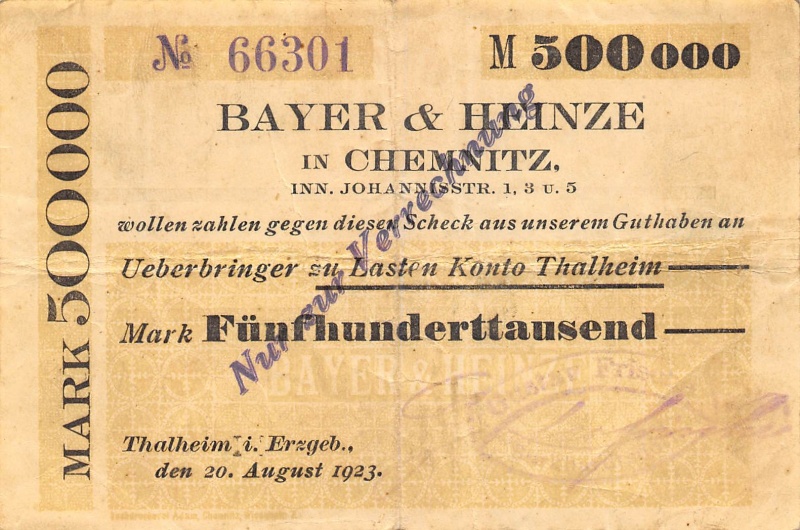 № 66301
M 500000
MARK 500000
BAYER & HEINZE
IN CHEMNITZ,
INN. JOHANNISSTR. 1, 3 U. 5
wollen zahlen gegen diesen Scheck aus unserem Guthaben an
Ueberbringer zu Lasten Konto Thalheim
Mark Fünfhunderttausend
Nur zur Verrechnung
BAYER & HEINZE
Gustav
Thalheim i. Erzgeb.,
den 20. August 1923.